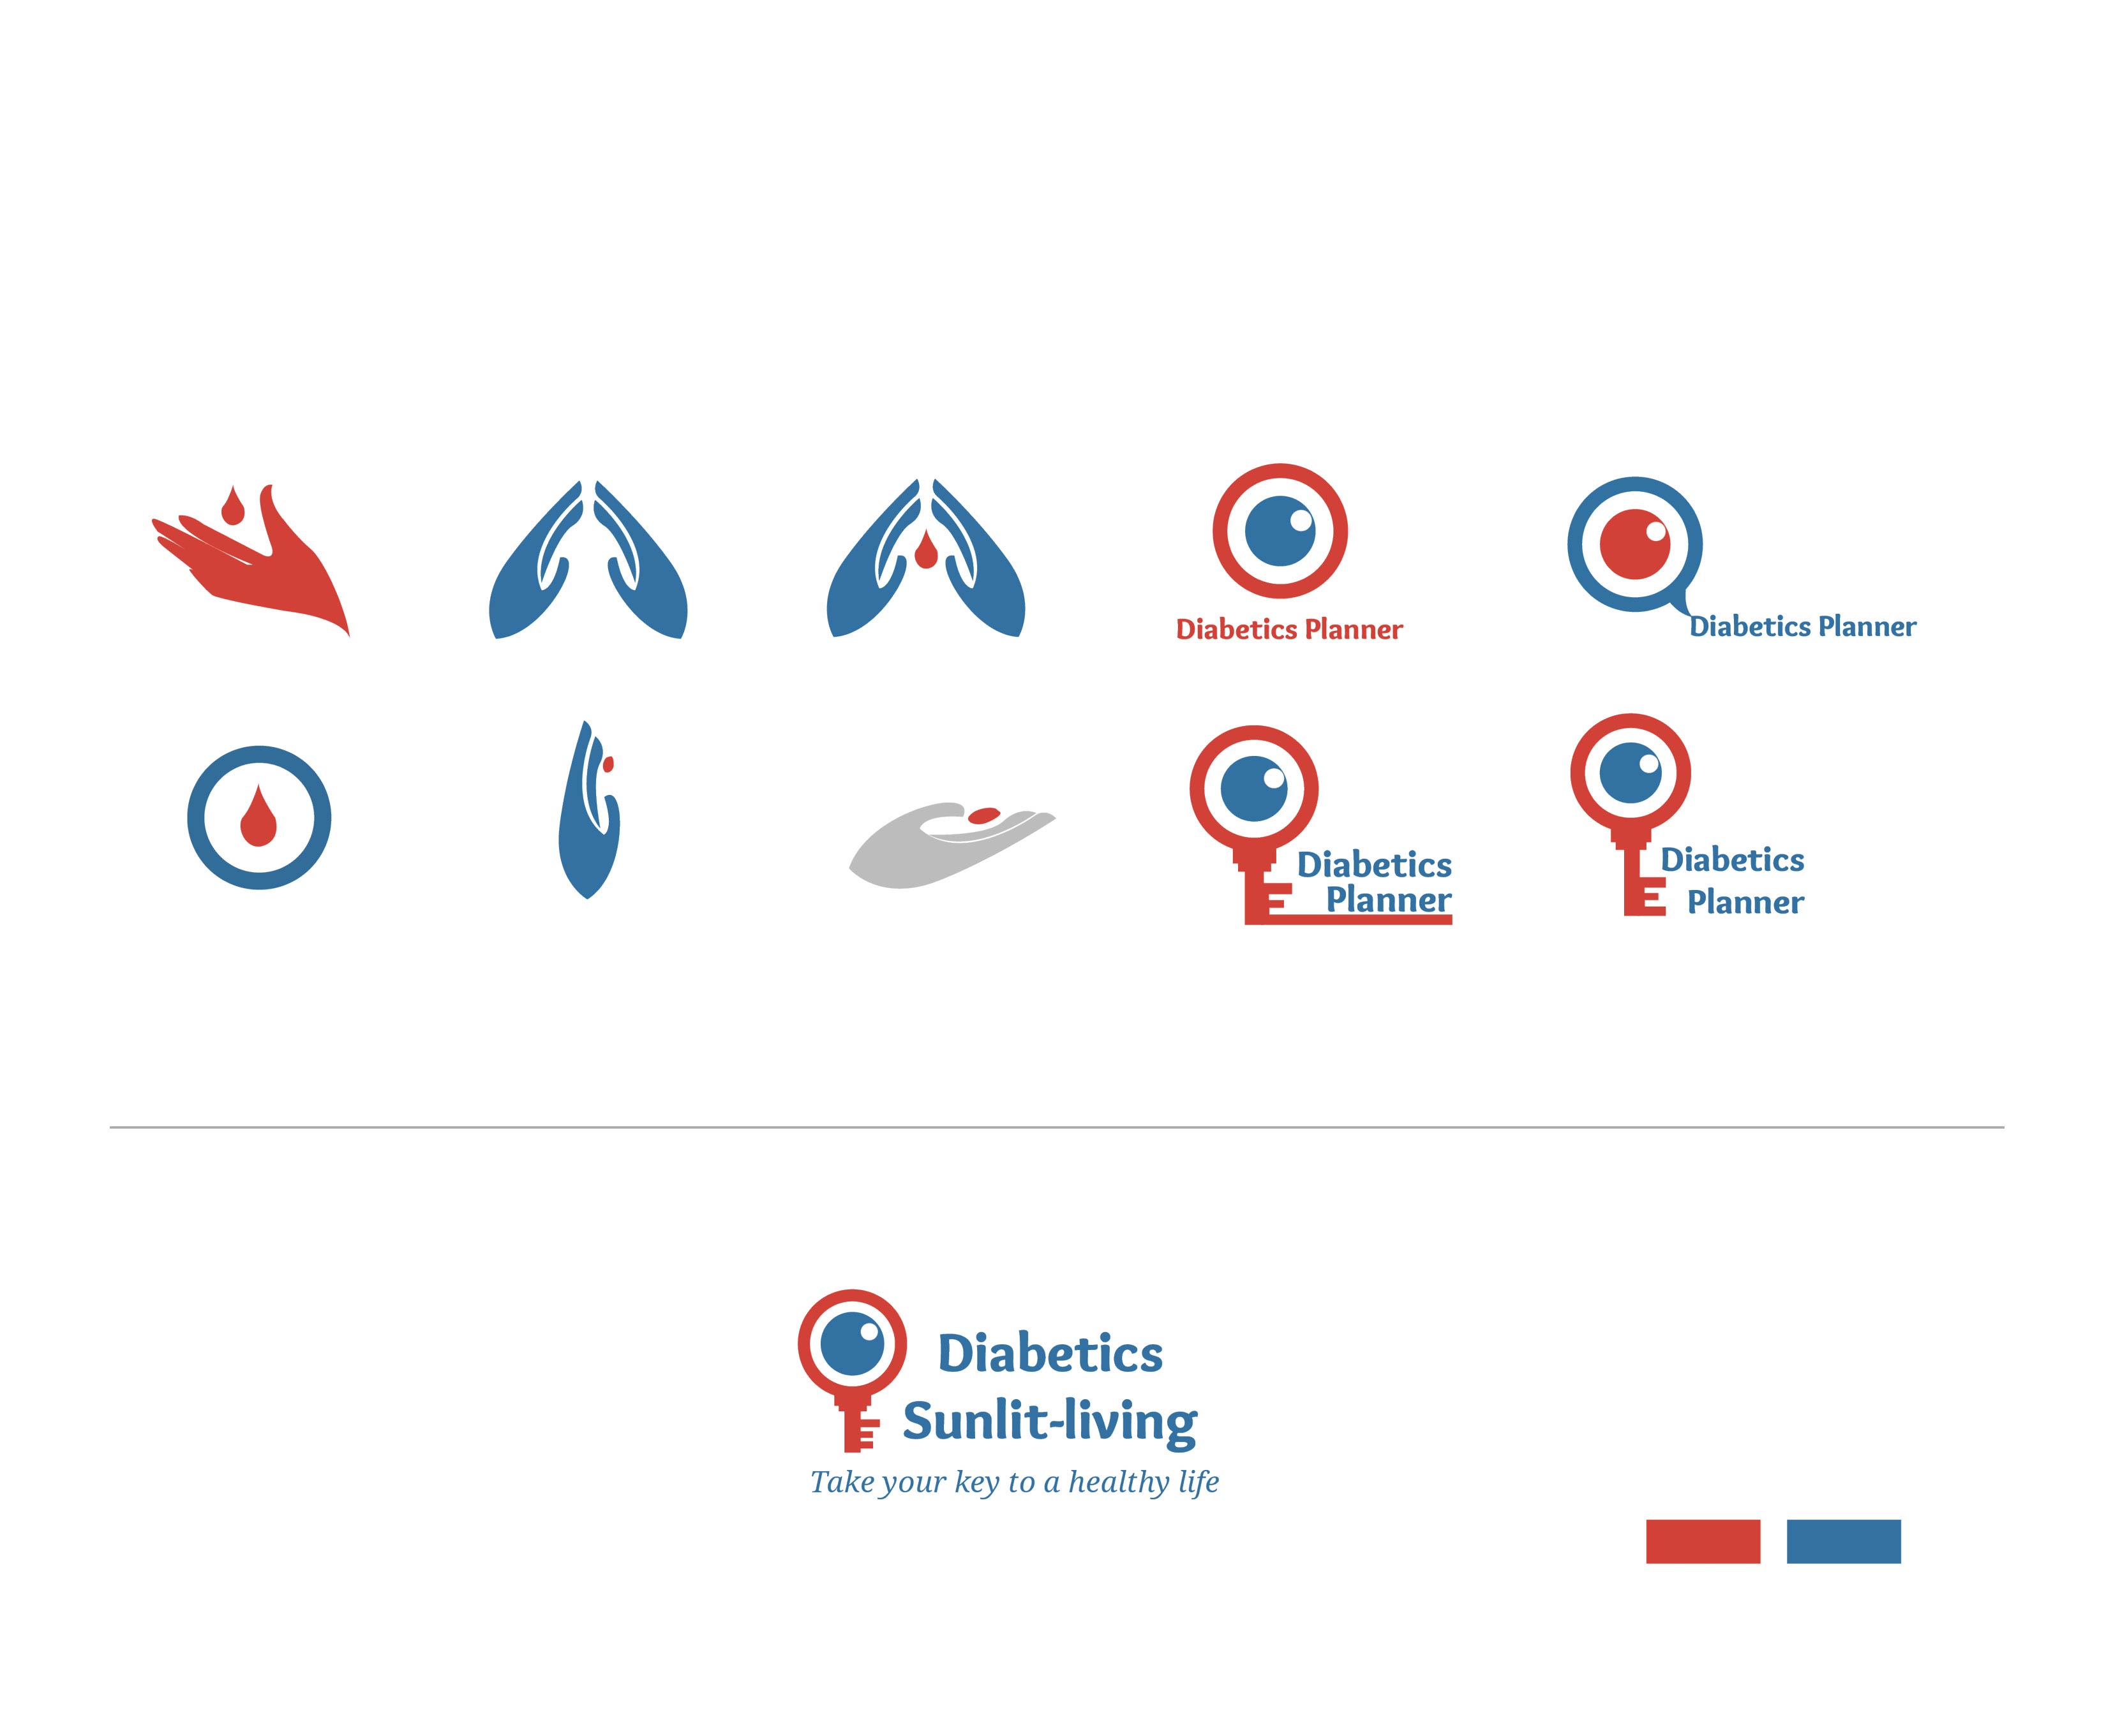 Diabetics Planner
Diabetics Planner
Diabetics
Planner
Diabetics
Planner
Diabetics
Sunlit-living
Take your key to a healthy life